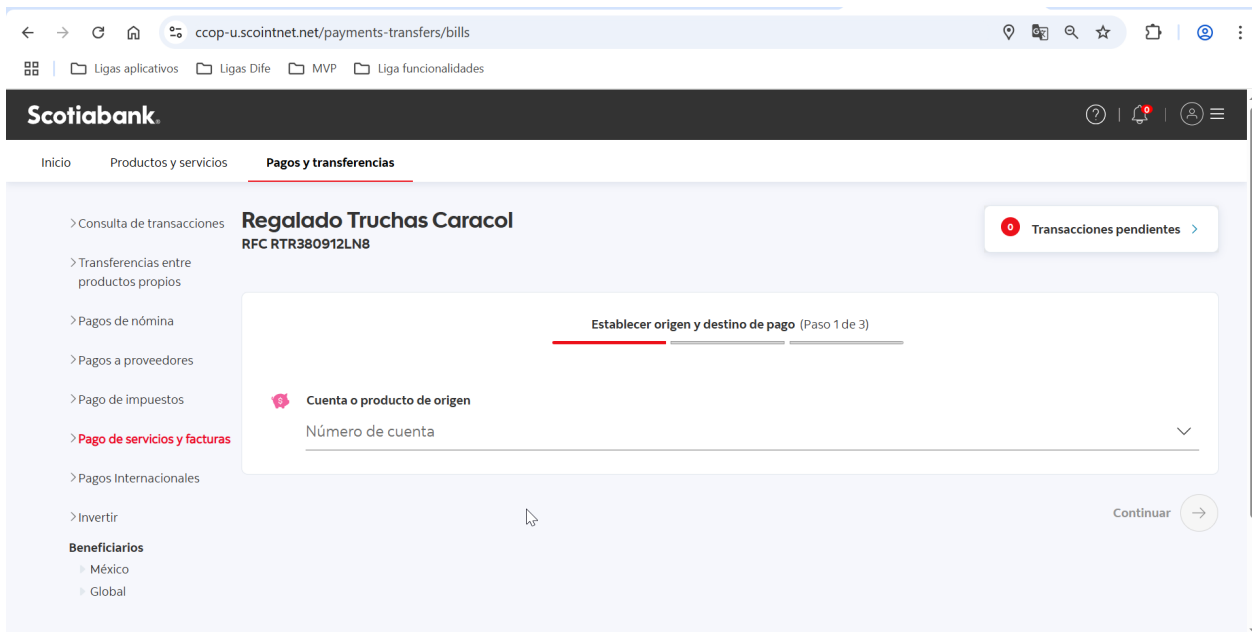 ccop-u.scointnet.net/payments-transfers/bills
Ligas aplicativos Ligas Dife MVP Liga funcionalidades
Scotiabank®
? 0
Inicio Productos y servicios Pagos y transferencias
Consulta de transacciones
Transferencias entre
productos propios
Pagos de nómina
Pagos a proveedores
Pago de impuestos
Pago de servicios y facturas
Pagos Internacionales
Invertir
Beneficiarios
México
Global
Regalado Truchas Caracol
RFC RTR380912LN8
0 Transacciones pendientes
Establecer origen y destino de pago (Paso 1 de 3)
$ Cuenta o producto de origen
Número de cuenta
Continuar